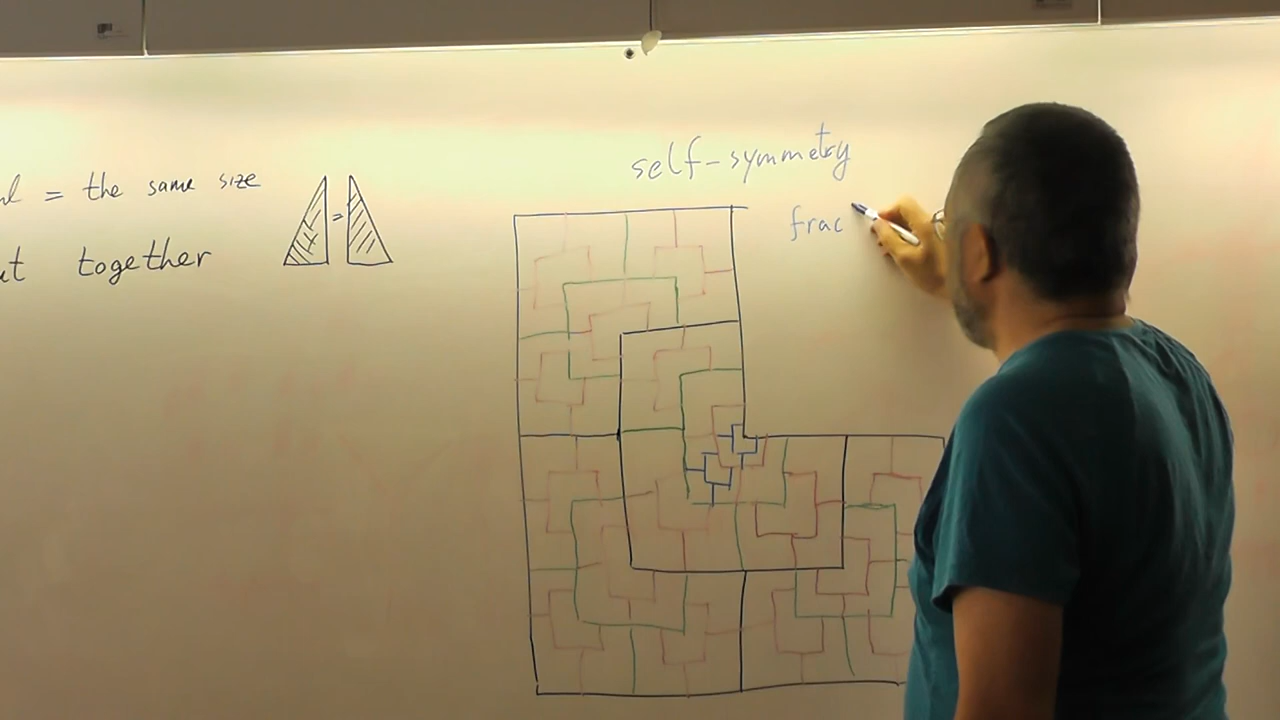 = the same size
together
=
self-symmetry
frac